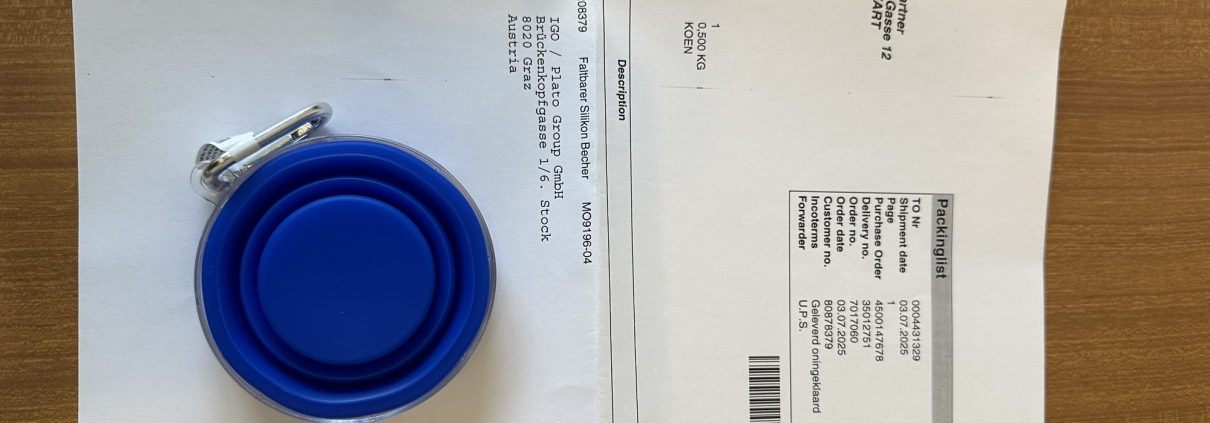 artner
Gasse 12
ART
Packinglist
TO Nr 0004431329
Shipment date 03.07.2025
Page 1
Purchase Order 4500147678
Delivery no. 35012751
Order no. 7017060
Order date 03.07.2025
Customer no. 80878379
Incoterms Geleverd oningeklaard
Forwarder U.P.S.
1
0,500 KG
KOEN
Description
08379 Faltbarer Silikon Becher MO9196-04
IGO / Plato Group GmbH
Brückenkopfgasse 1/6. Stock
8020 Graz
Austria